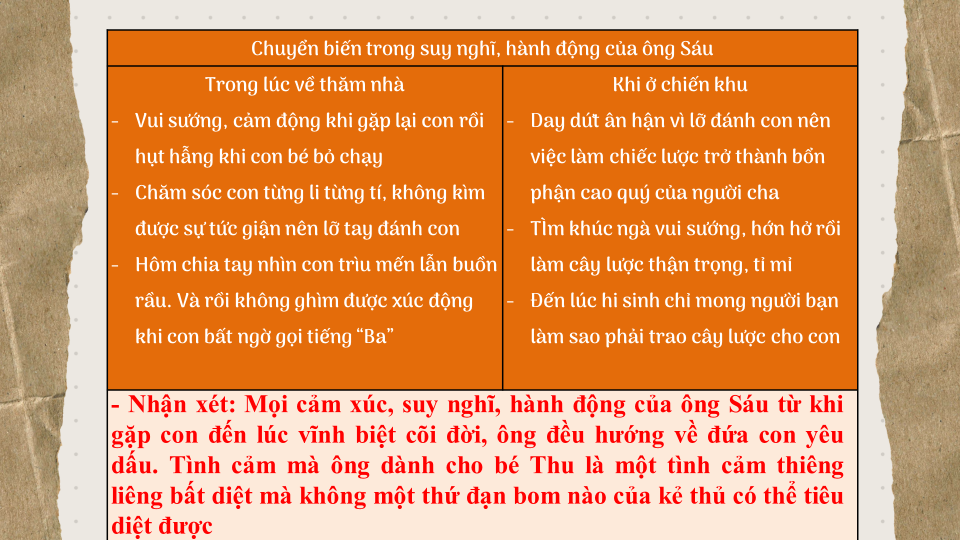 Chuyển biến trong suy nghĩ, hành động của ông Sáu
Trong lúc về thăm nhà
- Vui sướng, cảm động khi gặp lại con rồi
hụt hẫng khi con bé bỏ chạy
- Chăm sóc con từng li từng tí, không kìm
được sự tức giận nên lỡ tay đánh con
- Hôm chia tay nhìn con trìu mến lẫn buồn
rầu. Và rồi không ghìm được xúc động
khi con bất ngờ gọi tiếng “Ba”
Khi ở chiến khu
- Day dứt ân hận vì lỡ đánh con nên
việc làm chiếc lược trở thành bổn
phận cao quý của người cha
- TÌm khúc ngà vui sướng, hớn hở rồi
làm cây lược thận trọng, tỉ mỉ
- Đến lúc hi sinh chỉ mong người bạn
làm sao phải trao cây lược cho con
- Nhận xét: Mọi cảm xúc, suy nghĩ, hành động của ông Sáu từ khi
gặp con đến lúc vĩnh biệt cõi đời, ông đều hướng về đứa con yêu
dấu. Tình cảm mà ông dành cho bé Thu là một tình cảm thiêng
liêng bất diệt mà không một thứ đạn bom nào của kẻ thủ có thể tiêu
diệt được